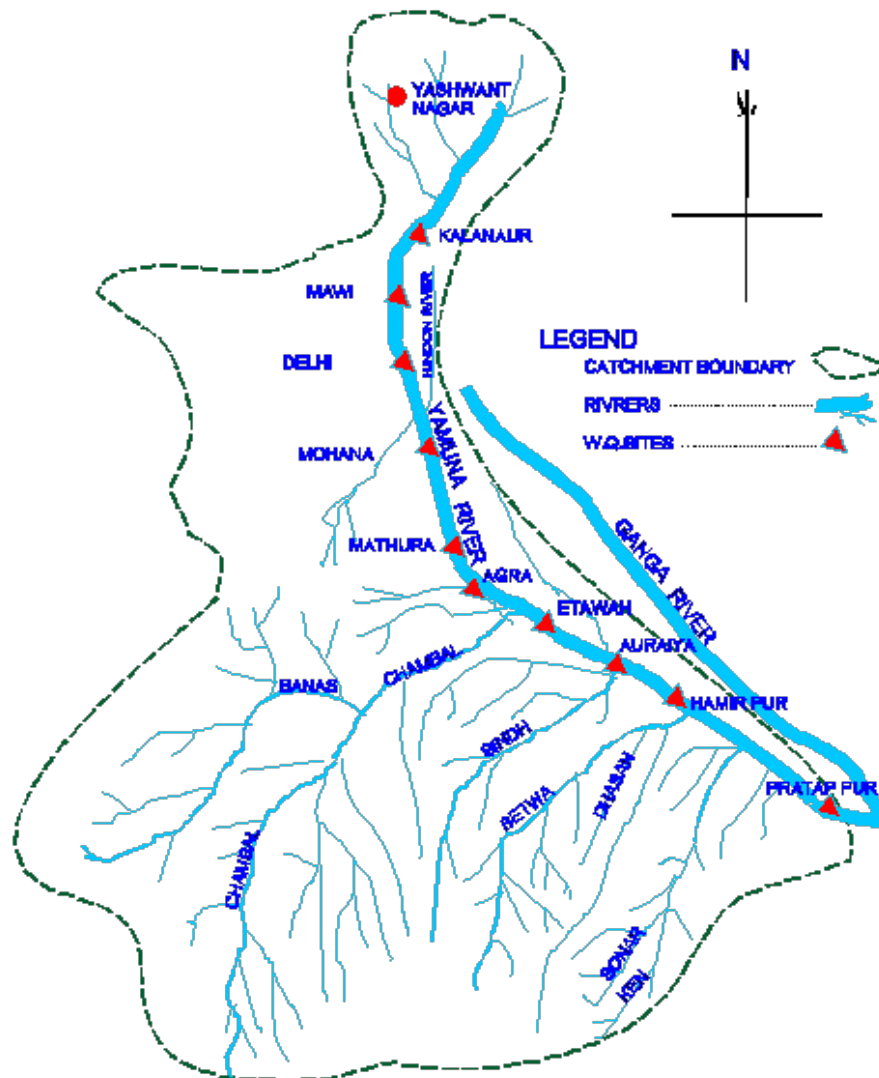 N
YASHWANT
NAGAR
KALANAUR
MAWI
HINDON RIVER
DELHI
LEGEND
CATCHMENT BOUNDARY
RIVRERS
W.Q.SITES
YAMUNA RIVER
MOHANA
GANGA RIVER
MATHURA
AGRA
ETAWAH
AURAIYA
CHAMBAL
BANAS
HAMIR PUR
SINDH
PRATAP PUR
DHASAN
BETWA
CHAMBAL
SONAR
KEN